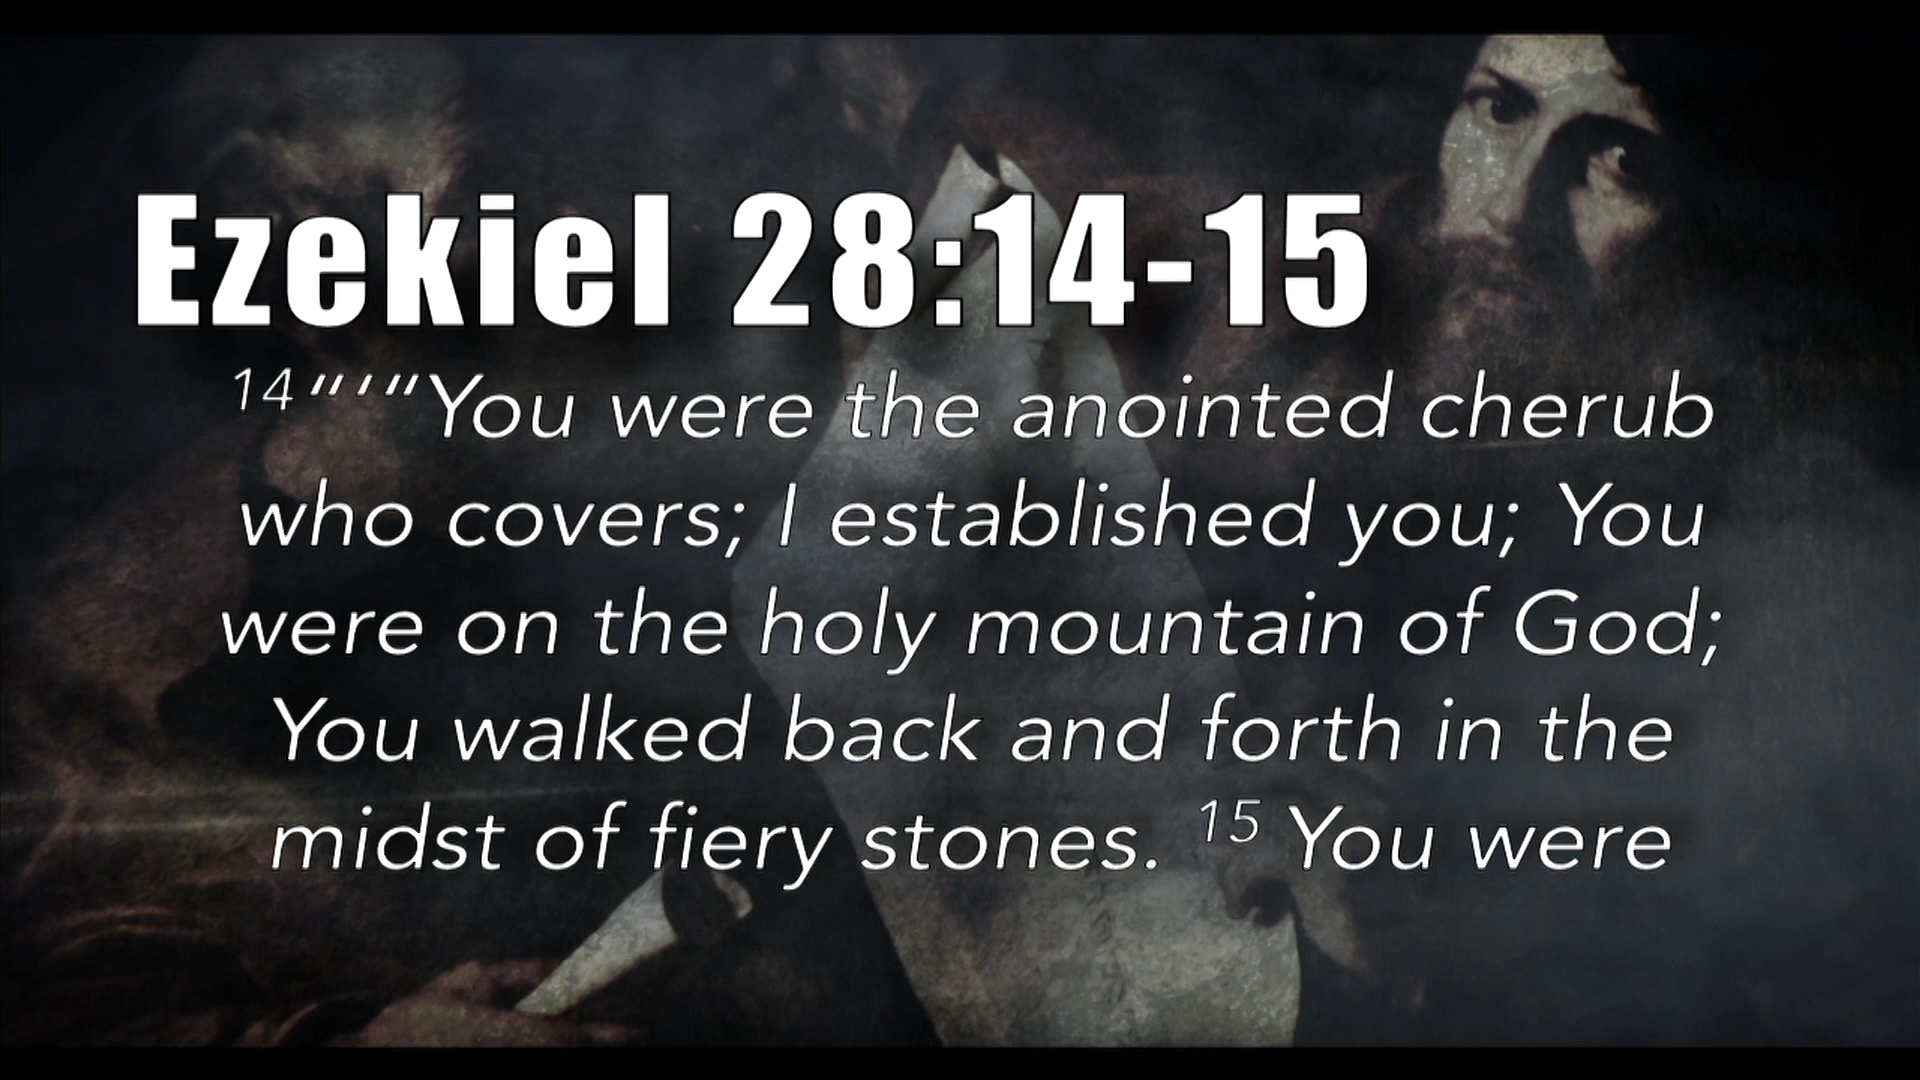 Ezekiel 28:14-15
14“‘“You were the anointed cherub
who covers; I established you; You
were on the holy mountain of God;
You walked back and forth in the
midst of fiery stones. 15 You were